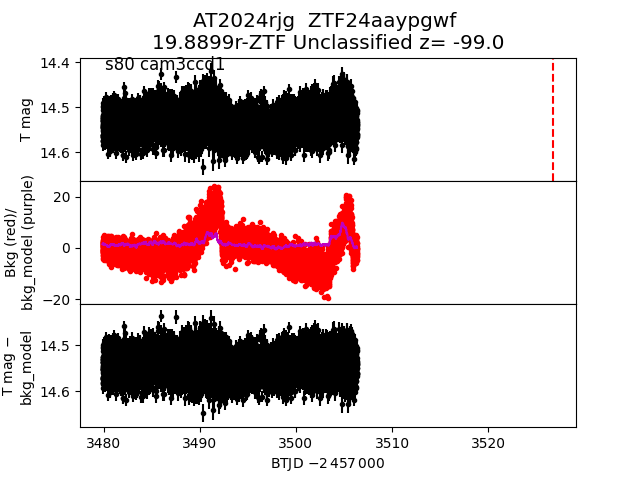 AT2024rjg  ZTF24aaypgwf
19.8899r-ZTF Unclassified z= -99.0
s80 cam3ccd1
14.4
14.5
14.6
T mag
20
0
−20
Bkg (red)/
bkg_model (purple)
14.5
14.6
T mag −
bkg_model
3480
3490
3500
3510
3520
BTJD −2 457 000